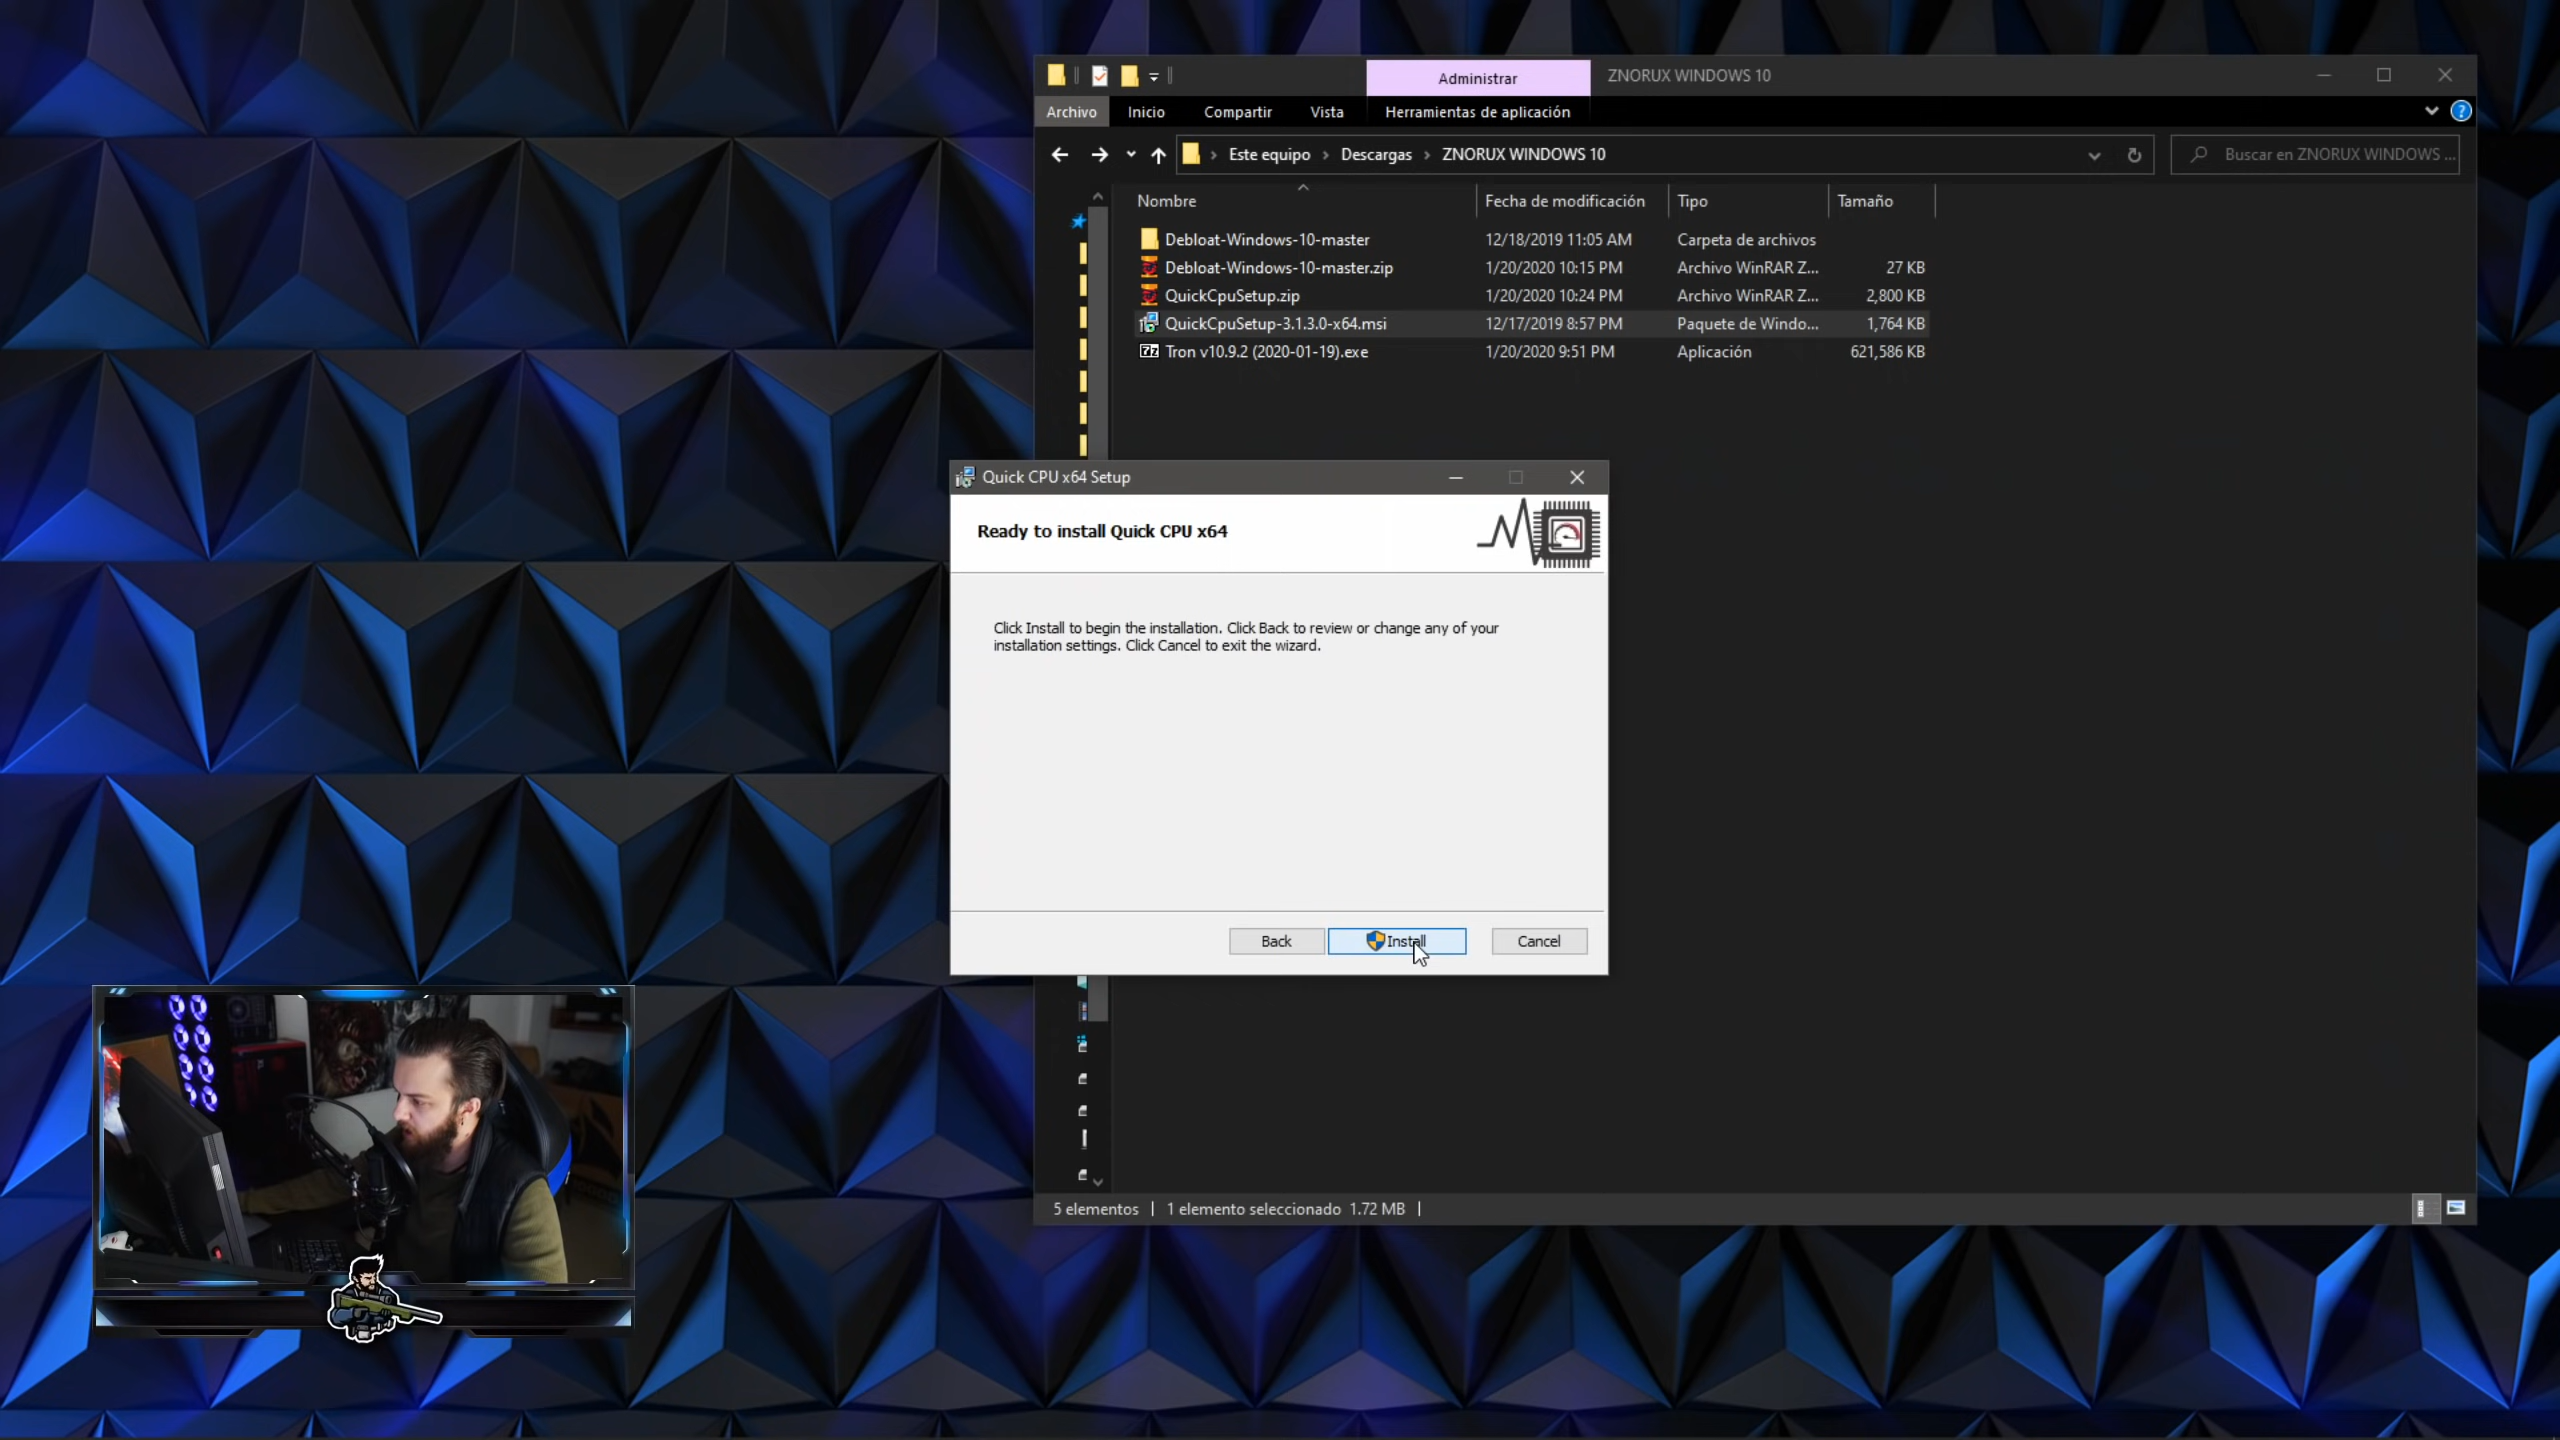 Administrar
ZNORUX WINDOWS 10
Archivo Inicio Compartir Vista Herramientas de aplicación
Este equipo › Descargas › ZNORUX WINDOWS 10
Buscar en ZNORUX WINDOWS ...
Nombre Fecha de modificación Tipo Tamaño
Debloat-Windows-10-master 12/18/2019 11:05 AM Carpeta de archivos
Debloat-Windows-10-master.zip 1/20/2020 10:15 PM Archivo WinRAR Z... 27 KB
QuickCpuSetup.zip 1/20/2020 10:24 PM Archivo WinRAR Z... 2,800 KB
QuickCpuSetup-3.1.3.0-x64.msi 12/17/2019 8:57 PM Paquete de Windo... 1,764 KB
Tron v10.9.2 (2020-01-19).exe 1/20/2020 9:51 PM Aplicación 621,586 KB
Quick CPU x64 Setup
Ready to install Quick CPU x64
Click Install to begin the installation. Click Back to review or change any of your
installation settings. Click Cancel to exit the wizard.
Back Install Cancel
5 elementos | 1 elemento seleccionado 1.72 MB |